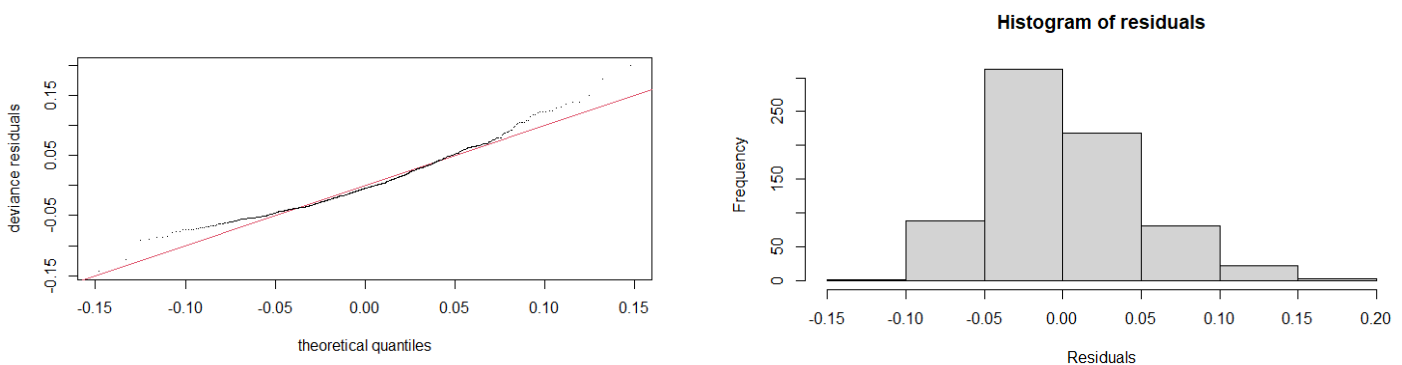 deviance residuals
0.15
0.05
-0.05
-0.15
-0.15 -0.10 -0.05 0.00 0.05 0.10 0.15
theoretical quantiles
Histogram of residuals
Frequency
250
150
50
0
-0.15 -0.10 -0.05 0.00 0.05 0.10 0.15 0.20
Residuals